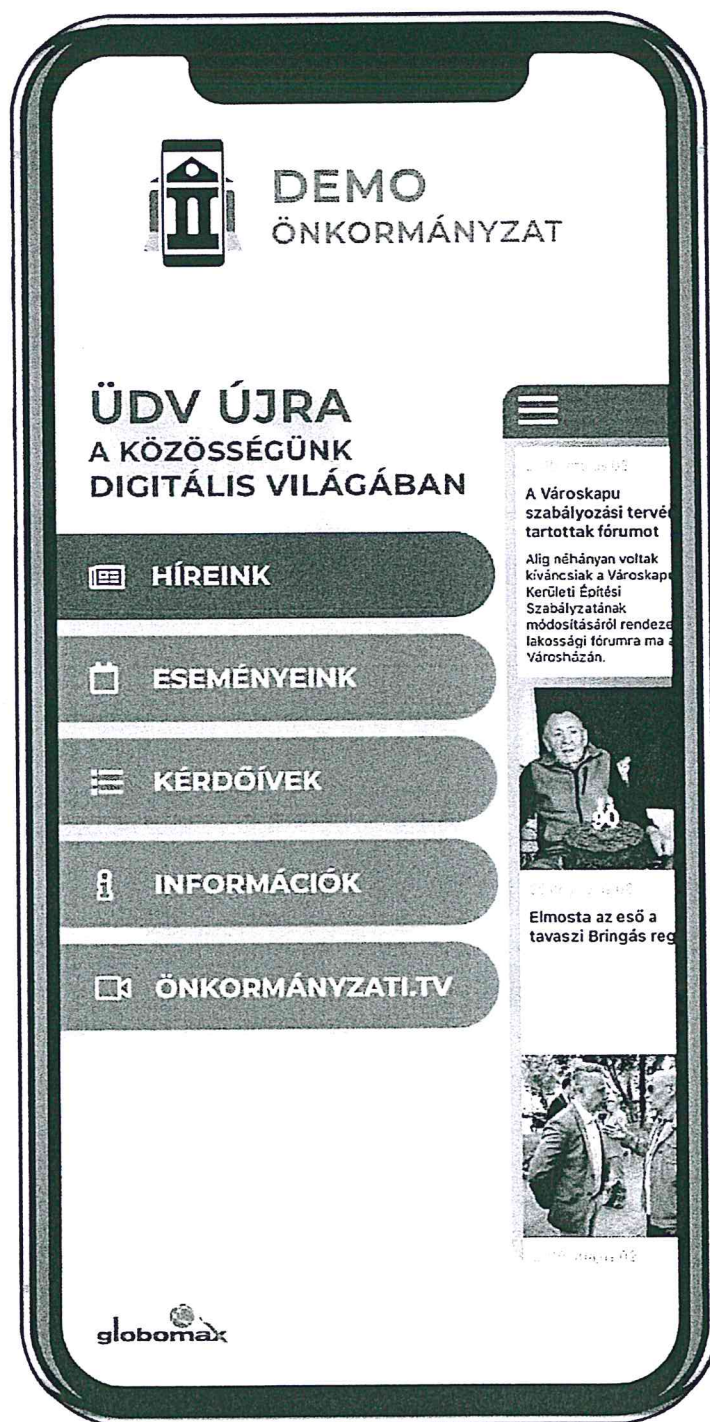 DEMO
ÖNKORMÁNYZAT
ÜDV ÚJRA
A KÖZÖSSÉGÜNK
DIGITÁLIS VILÁGÁBAN
HÍREINK
ESEMÉNYEINK
KÉRDŐÍVEK
INFORMÁCIÓK
ÖNKORMÁNYZATI.TV
A Városkapu
szabályozási tervé
tartottak fórumot
Alig néhányan voltak
kíváncsiak a Városkapu
Kerületi Építési
Szabályzatának
módosításáról rendeze
lakossági fórumra ma a
Városházán.
90
Elmosta az eső a
tavaszi Bringás reg
globomax